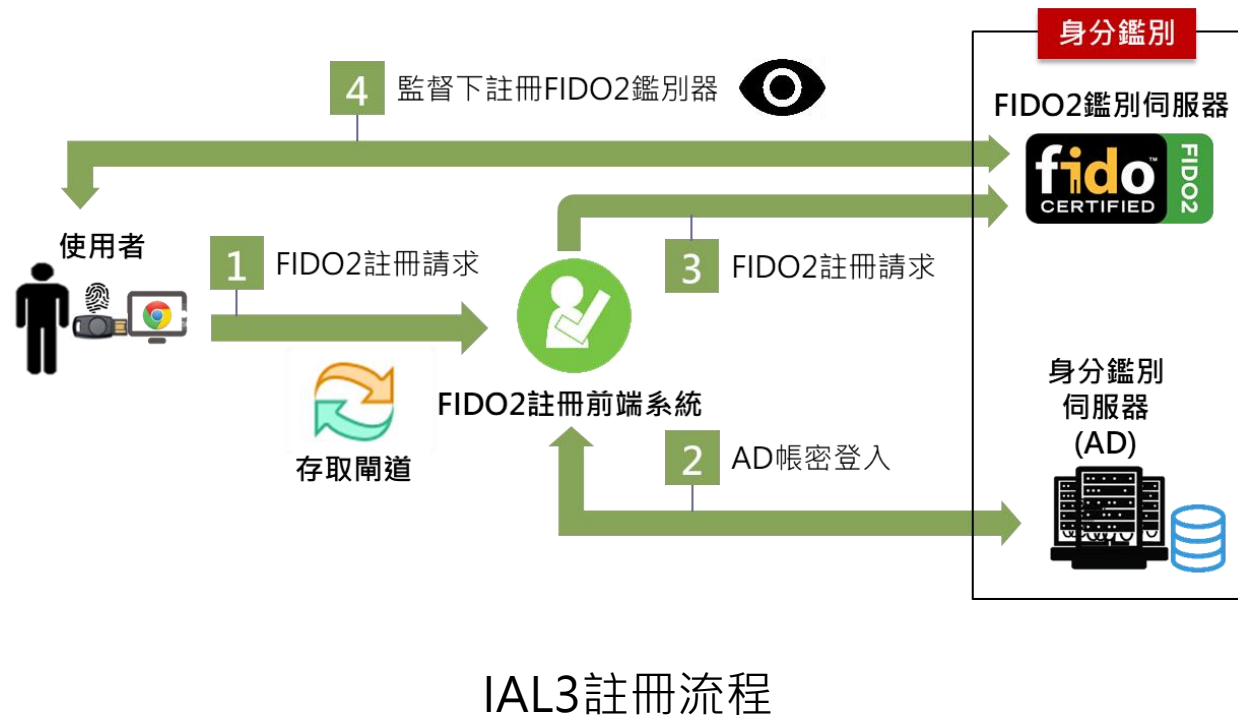 身分鑑別
4 監督下註冊FIDO2鑑別器
FIDO2鑑別伺服器
fido™
CERTIFIED
FIDO2
使用者
1 FIDO2註冊請求
3 FIDO2註冊請求
存取閘道
FIDO2註冊前端系統
2 AD帳密登入
身分鑑別
伺服器
(AD)
IAL3註冊流程